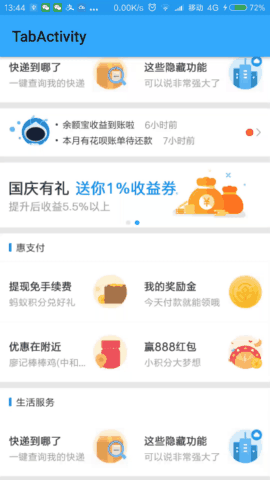 13:44
0.00K/s
移动 4G
72%
TabActivity
快递到哪了
一键查询我的快递
这些隐藏功能
可以说非常强大了
• 余额宝收益到账啦 6小时前
• 本月有花呗账单待还款 7小时前
国庆有礼 送你1%收益券
提升后收益5.5%以上
惠支付
提现免手续费
蚂蚁积分兑好礼
我的奖励金
今天付款就能领哦
优惠在附近
廖记棒棒鸡(中和...
赢888红包
小积分大梦想
生活服务
快递到哪了
一键查询我的快递
这些隐藏功能
可以说非常强大了